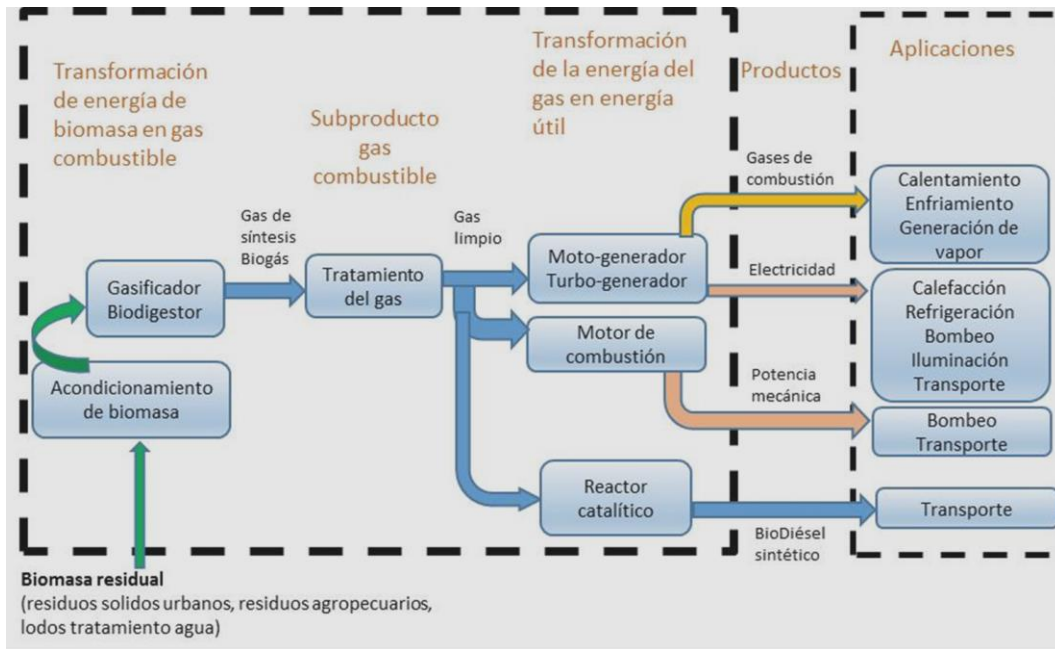 Transformación
de energía de
biomasa en gas
combustible
Subproducto
gas
combustible
Transformación
de la energía del
gas en energía
útil
Productos
Aplicaciones
Gas de
síntesis
Biogás
Gas
limpio
Gases de
combustión
Electricidad
Potencia
mecánica
BioDiésel
sintético
Gasificador
Biodigestor
Acondicionamiento
de biomasa
Tratamiento
del gas
Moto-generador
Turbo-generador
Motor de
combustión
Reactor
catalítico
Calentamiento
Enfriamiento
Generación de
vapor
Calefacción
Refrigeración
Bombeo
Iluminación
Transporte
Bombeo
Transporte
Transporte
Biomasa residual
(residuos solidos urbanos, residuos agropecuarios,
lodos tratamiento agua)